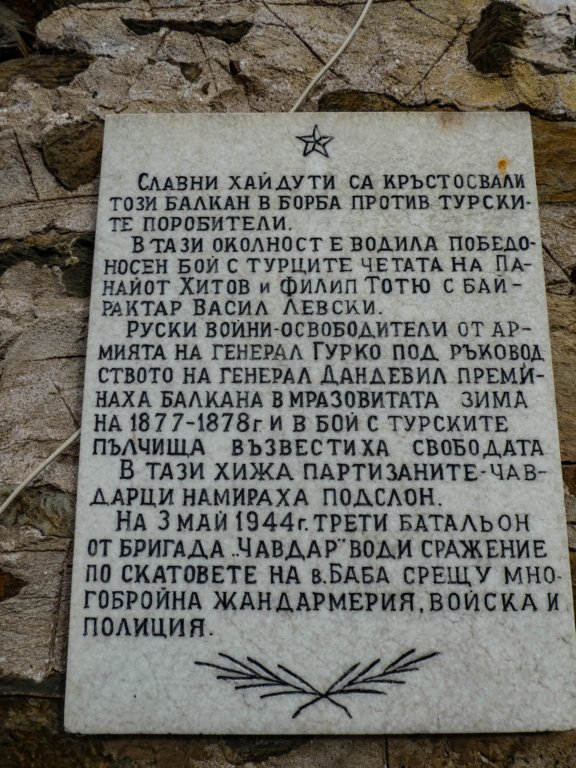 Славни хайдути са кръстосвали
този балкан в борба против турски-
те поробители.
В тази околност е водила победо-
носен бой с турците четата на Па-
найот Хитов и Филип Тотю с бай-
рактар Васил Левски.
Руски войни-освободители от ар-
мията на генерал Гурко под ръковод
ството на генерал Дандевил преми-
наха балкана в мразовитата зима
на 1877-1878г. и в бой с турските
пълчища възвестиха свободата
В тази хижа партизаните-чав-
дарци намираха подслон.
На 3 май 1944г. трети батальон
от бригада „Чавдар" води сражение
по скатовете на в. Баба срещу мно-
гобройна жандармерия, войска и
полиция.